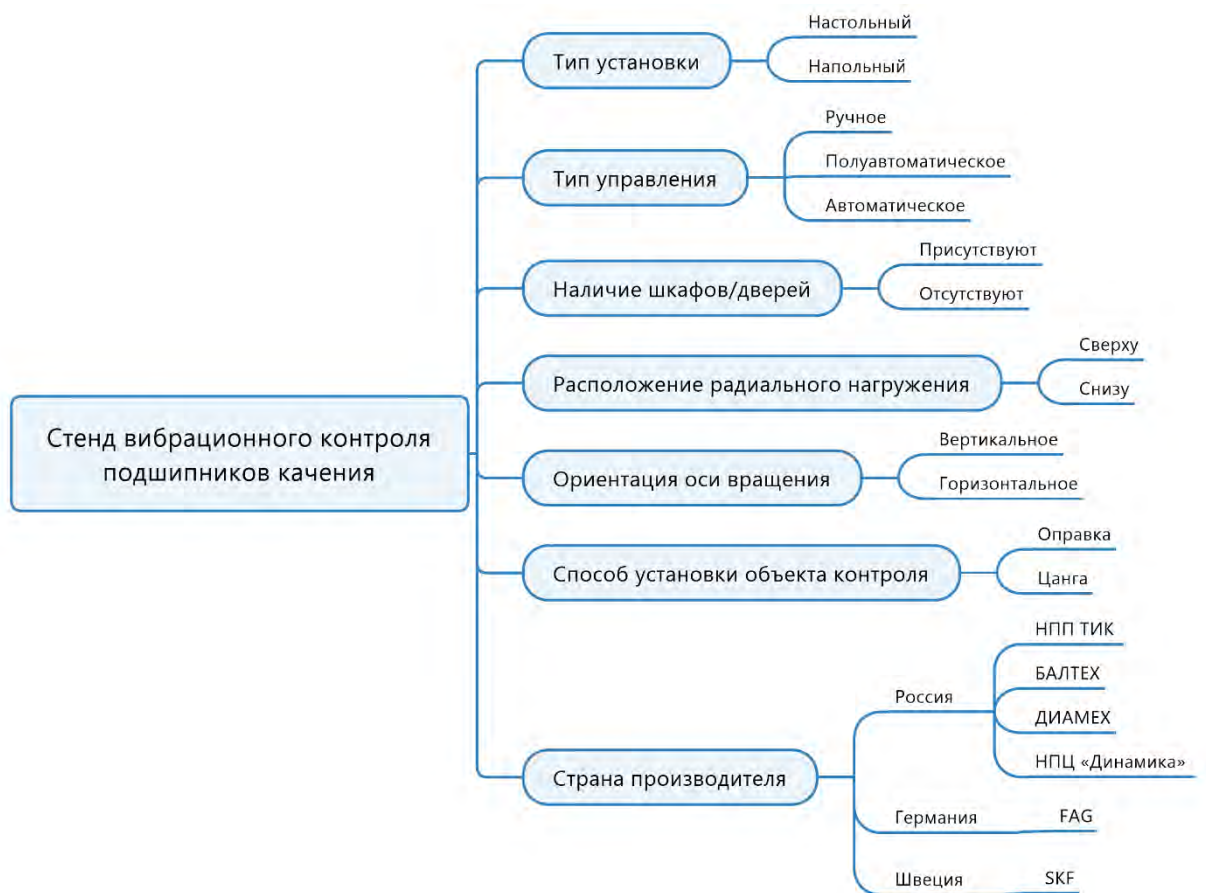 Стенд вибрационного контроля
подшипников качения
Тип установки
Настольный
Напольный
Тип управления
Ручное
Полуавтоматическое
Автоматическое
Наличие шкафов/дверей
Присутствуют
Отсутствуют
Расположение радиального нагружения
Сверху
Снизу
Ориентация оси вращения
Вертикальное
Горизонтальное
Способ установки объекта контроля
Оправка
Цанга
Страна производителя
Россия
НПП ТИК
БАЛТЕХ
ДИАМЕХ
НПЦ «Динамика»
Германия
FAG
Швеция
SKF